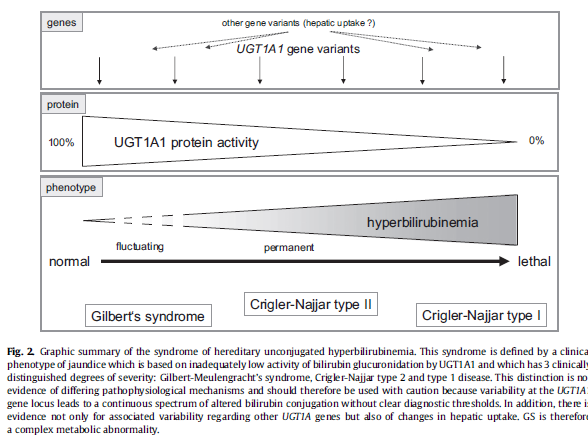 genes
other gene variants (hepatic uptake ?)
UGT1A1 gene variants
protein
100%
UGT1A1 protein activity
0%
phenotype
hyperbilirubinemia
fluctuating
permanent
normal
lethal
Gilbert's syndrome
Crigler-Najjar type II
Crigler-Najjar type I
Fig. 2. Graphic summary of the syndrome of hereditary unconjugated hyperbilirubinemia. This syndrome is defined by a clinica
phenotype of jaundice which is based on inadequately low activity of bilirubin glucuronidation by UGT1A1 and which has 3 clinicall
distinguished degrees of severity: Gilbert-Meulengracht's syndrome, Crigler-Najjar type 2 and type 1 disease. This distinction is no
evidence of differing pathophysiological mechanisms and should therefore be used with caution because variability at the UGT1A
gene locus leads to a continuous spectrum of altered bilirubin conjugation without clear diagnostic thresholds. In addition, there i
evidence not only for associated variability regarding other UGT1A genes but also of changes in hepatic uptake. GS is therefor
a complex metabolic abnormality.